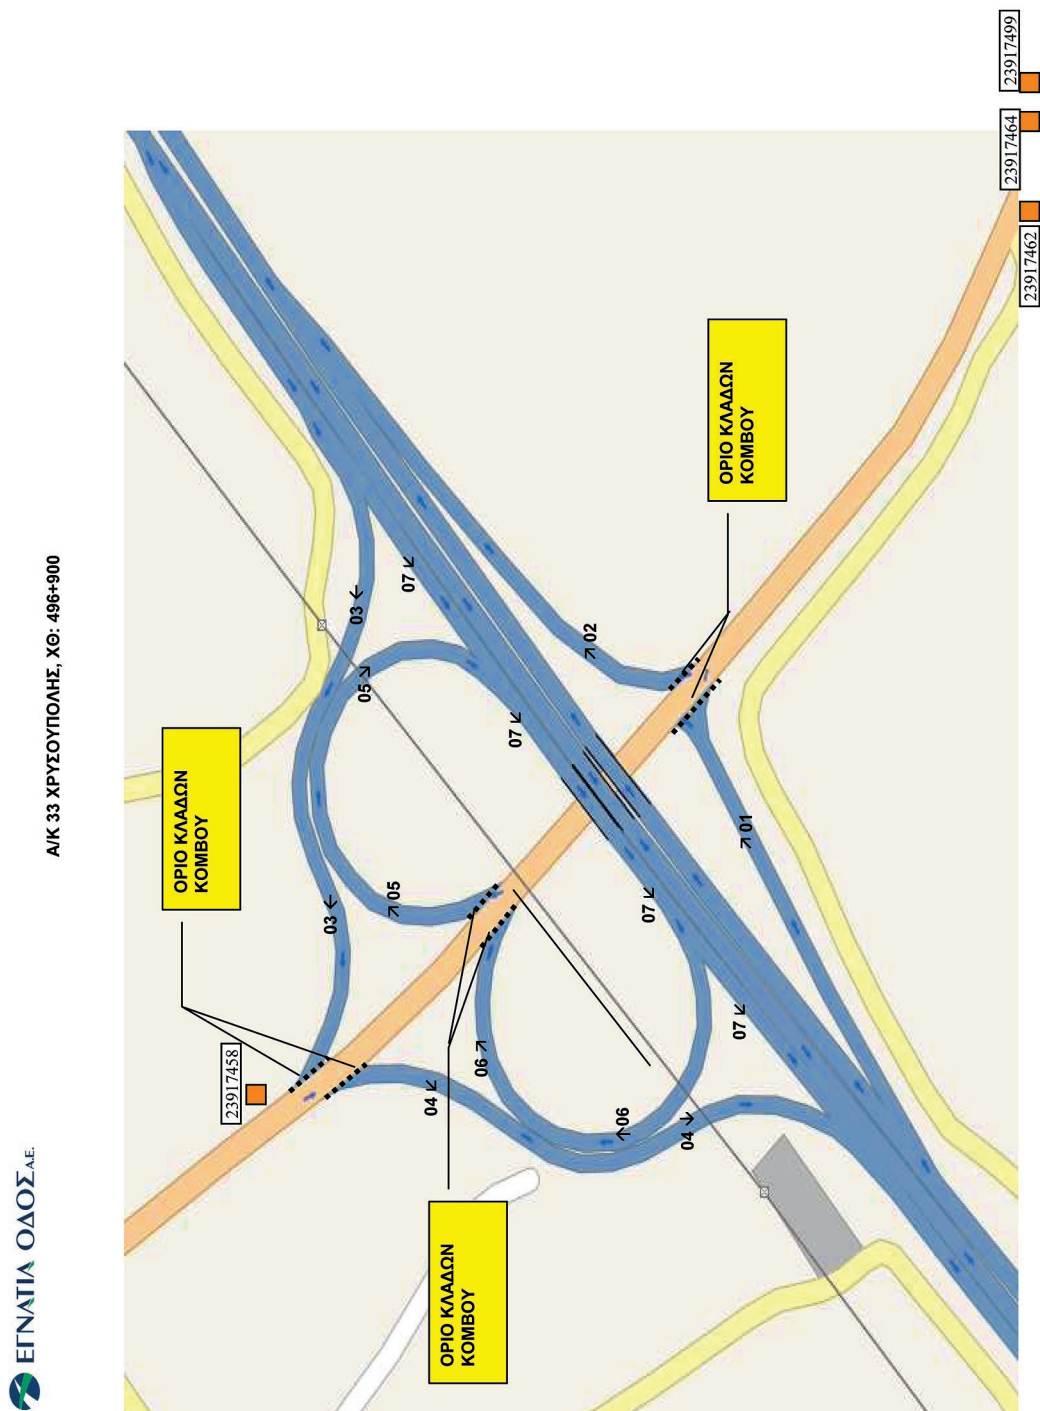 ΕΓΝΑΤΙΑ ΟΔΟΣ Α.Ε.
Α/Κ 33 ΧΡΥΣΟΥΠΟΛΗΣ, ΧΘ: 496+900
ΟΡΙΟ ΚΛΑΔΩΝ
ΚΟΜΒΟΥ
23917458
03 ←
03 ←
05 ↘
↗ 05
04 ↙
06 ↗
←06
04 ↘
ΟΡΙΟ ΚΛΑΔΩΝ
ΚΟΜΒΟΥ
07 ↙
07 ↙
07 ↙
07 ↙
↗ 02
↗ 01
ΟΡΙΟ ΚΛΑΔΩΝ
ΚΟΜΒΟΥ
23917462
23917464
23917499